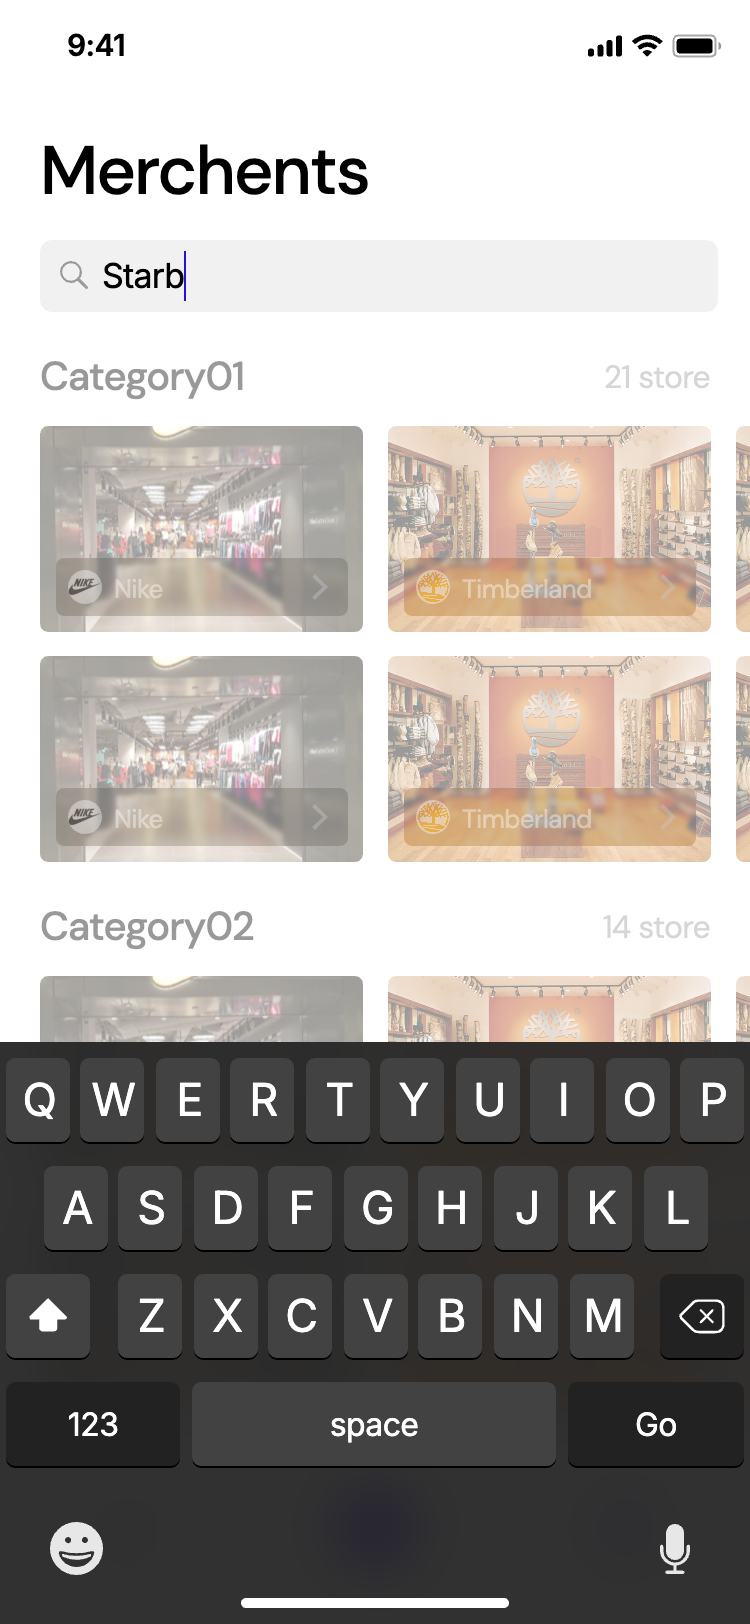 9:41
Merchents
Starb
Category01 21 store
Nike Timberland
Nike Timberland
Category02 14 store
Q W E R T Y U I O P
A S D F G H J K L
Z X C V B N M
123 space Go